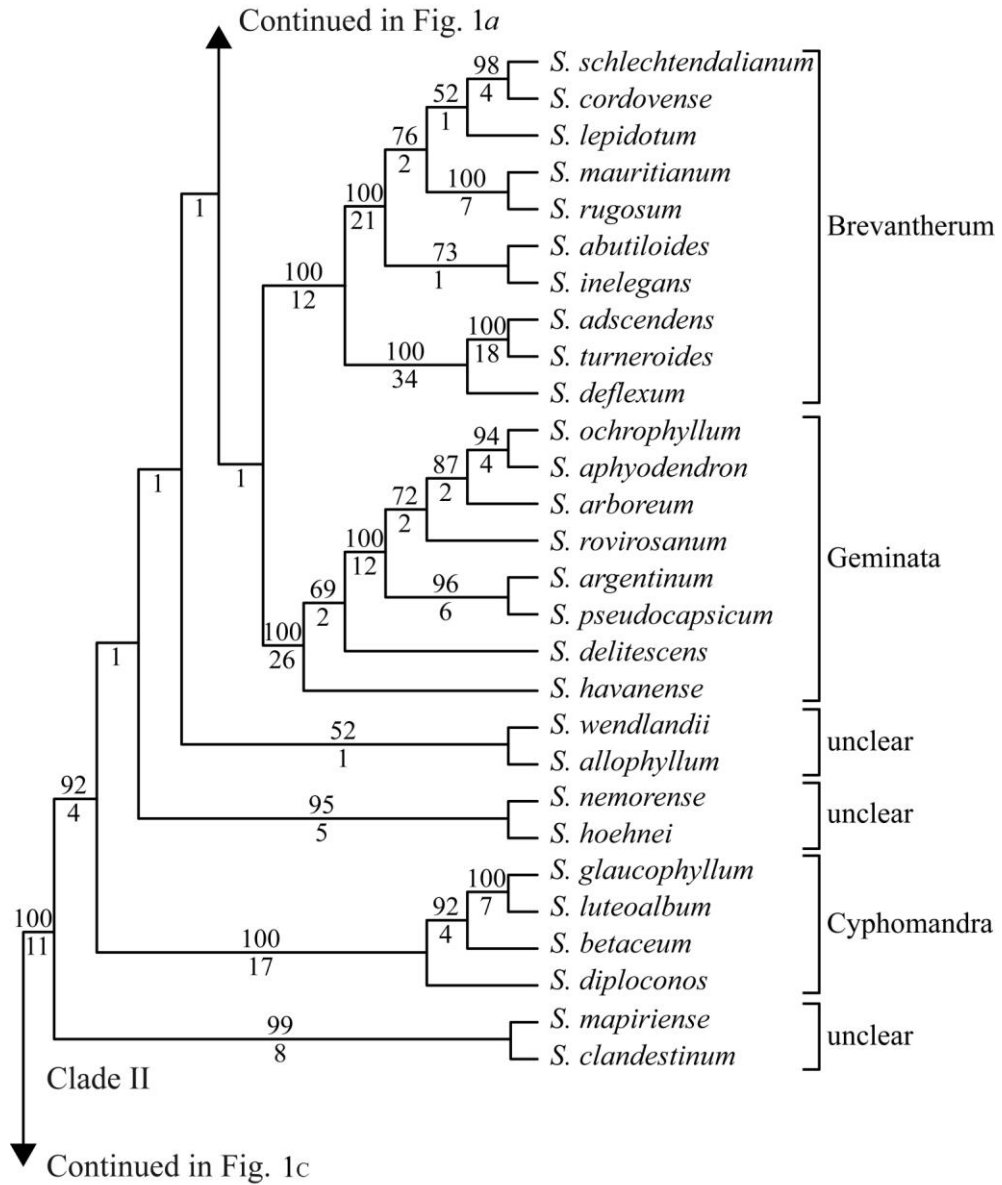 Continued in Fig. 1a
98
S. schlechtendalianum
4
S. cordovense
52
1
S. lepidotum
76
2
100
S. mauritianum
7
S. rugosum
100
21
73
S. abutiloides
1
S. inelegans
Brevantherum
100
12
100
S. adscendens
18
S. turneroides
100
34
S. deflexum
1
94
S. ochrophyllum
4
S. aphyodendron
87
2
S. arboreum
72
2
S. rovirosanum
100
12
96
S. argentinum
6
S. pseudocapsicum
69
2
S. delitescens
100
26
S. havanense
Geminata
1
1
1
52
S. wendlandii
1
S. allophyllum
unclear
95
S. nemorense
5
S. hoehnei
unclear
92
4
100
S. glaucophyllum
7
S. luteoalbum
92
4
S. betaceum
100
17
S. diploconos
Cyphomandra
100
11
99
S. mapiriense
8
S. clandestinum
unclear
Clade II
Continued in Fig. 1c